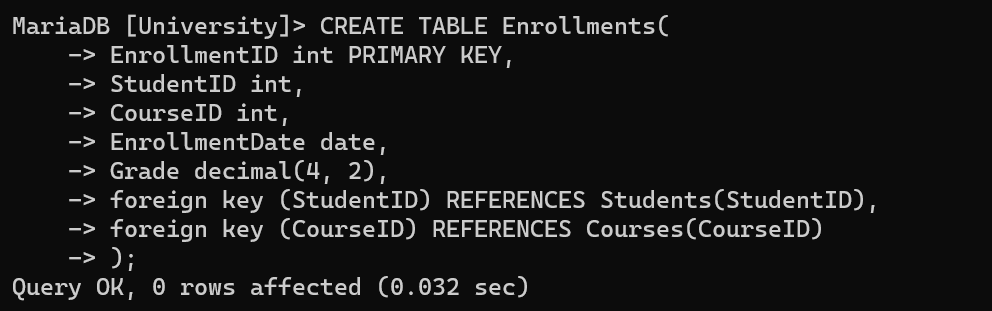 MariaDB [University]> CREATE TABLE Enrollments(
    -> EnrollmentID int PRIMARY KEY,
    -> StudentID int,
    -> CourseID int,
    -> EnrollmentDate date,
    -> Grade decimal(4, 2),
    -> foreign key (StudentID) REFERENCES Students(StudentID),
    -> foreign key (CourseID) REFERENCES Courses(CourseID)
    -> );
Query OK, 0 rows affected (0.032 sec)